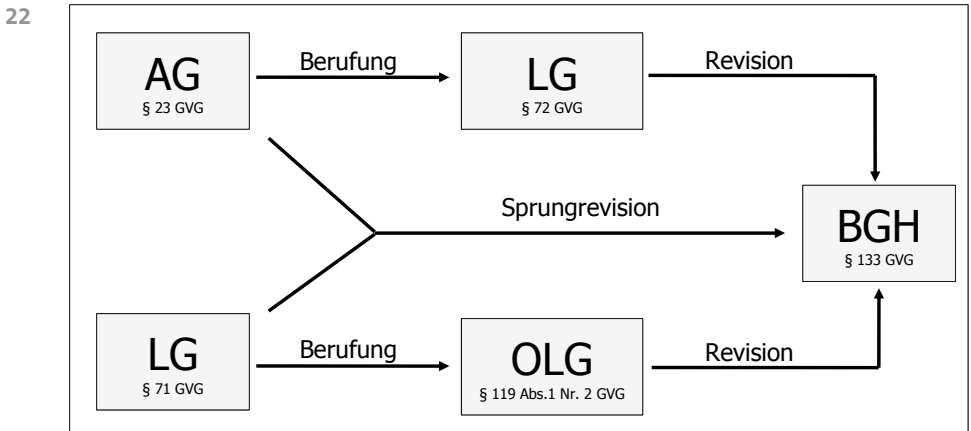 22
AG
§ 23 GVG
Berufung
LG
§ 72 GVG
Revision
Sprungrevision
BGH
§ 133 GVG
LG
§ 71 GVG
Berufung
OLG
§ 119 Abs.1 Nr. 2 GVG
Revision